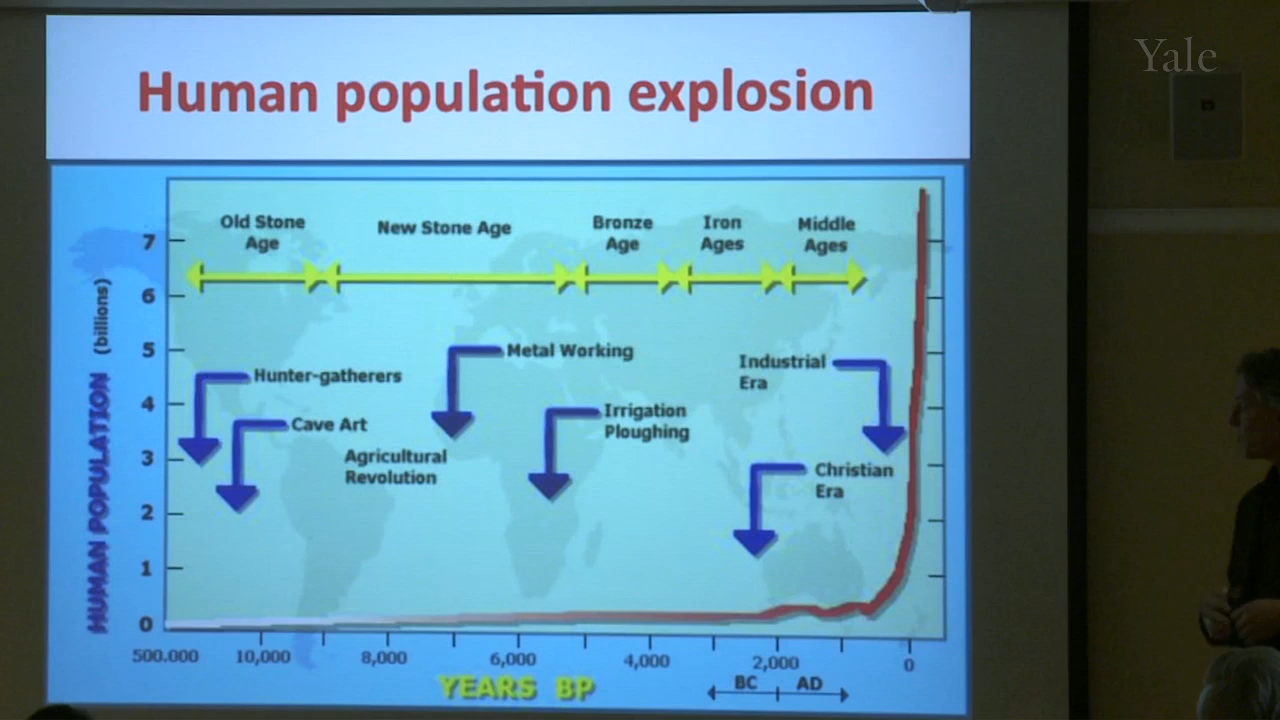 Yale
Human population explosion
Old Stone
Age
New Stone Age
Bronze
Age
Iron
Ages
Middle
Ages
HUMAN POPULATION (billions)
7
6
5
4
3
2
1
0
Metal Working
Industrial
Era
Hunter-gatherers
Irrigation
Ploughing
Cave Art
Agricultural
Revolution
Christian
Era
500.000 10,000 8,000 6,000 4,000 2,000 0
YEARS BP
BC AD